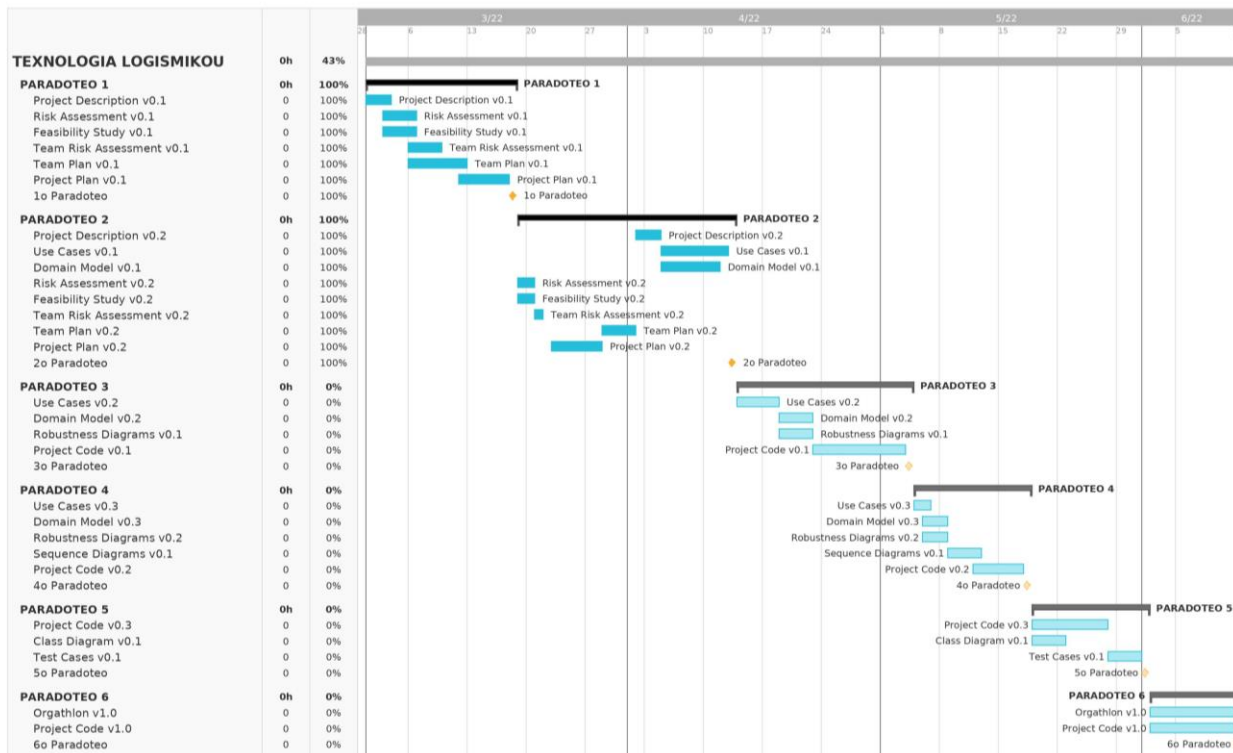 3/22 4/22 5/22 6/22
28 6 13 20 27 3 10 17 24 1 8 15 22 29 5
TEXNOLOGIA LOGISMIKOU 0h 43%
PARADOTEO 1 0h 100% PARADOTEO 1
Project Description v0.1 0 100% Project Description v0.1
Risk Assessment v0.1 0 100% Risk Assessment v0.1
Feasibility Study v0.1 0 100% Feasibility Study v0.1
Team Risk Assessment v0.1 0 100% Team Risk Assessment v0.1
Team Plan v0.1 0 100% Team Plan v0.1
Project Plan v0.1 0 100% Project Plan v0.1
1o Paradoteo 0 100% 1o Paradoteo
PARADOTEO 2 0h 100% PARADOTEO 2
Project Description v0.2 0 100% Project Description v0.2
Use Cases v0.1 0 100% Use Cases v0.1
Domain Model v0.1 0 100% Domain Model v0.1
Risk Assessment v0.2 0 100% Risk Assessment v0.2
Feasibility Study v0.2 0 100% Feasibility Study v0.2
Team Risk Assessment v0.2 0 100% Team Risk Assessment v0.2
Team Plan v0.2 0 100% Team Plan v0.2
Project Plan v0.2 0 100% Project Plan v0.2
2o Paradoteo 0 100% 2o Paradoteo
PARADOTEO 3 0h 0% PARADOTEO 3
Use Cases v0.2 0 0% Use Cases v0.2
Domain Model v0.2 0 0% Domain Model v0.2
Robustness Diagrams v0.1 0 0% Robustness Diagrams v0.1
Project Code v0.1 0 0% Project Code v0.1
3o Paradoteo 0 0% 3o Paradoteo
PARADOTEO 4 0h 0% PARADOTEO 4
Use Cases v0.3 0 0% Use Cases v0.3
Domain Model v0.3 0 0% Domain Model v0.3
Robustness Diagrams v0.2 0 0% Robustness Diagrams v0.2
Sequence Diagrams v0.1 0 0% Sequence Diagrams v0.1
Project Code v0.2 0 0% Project Code v0.2
4o Paradoteo 0 0% 4o Paradoteo
PARADOTEO 5 0h 0% PARADOTEO 5
Project Code v0.3 0 0% Project Code v0.3
Class Diagram v0.1 0 0% Class Diagram v0.1
Test Cases v0.1 0 0% Test Cases v0.1
5o Paradoteo 0 0% 5o Paradoteo
PARADOTEO 6 0h 0% PARADOTEO 6
Orgathlon v1.0 0 0% Orgathlon v1.0
Project Code v1.0 0 0% Project Code v1.0
6o Paradoteo 0 0% 6o Paradoteo